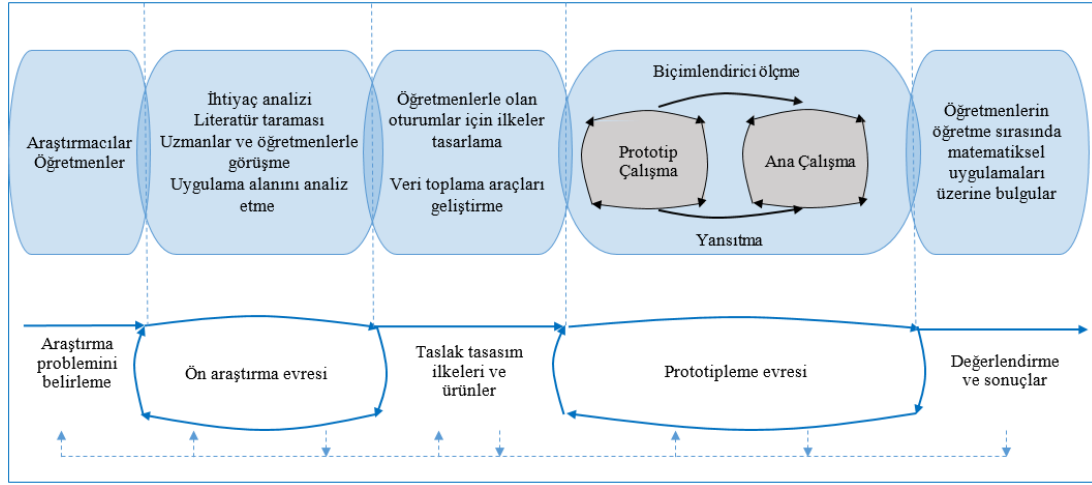 Araştırmacılar
Öğretmenler
İhtiyaç analizi
Literatür taraması
Uzmanlar ve öğretmenlerle
görüşme
Uygulama alanını analiz
etme
Öğretmenlerle olan
oturumlar için ilkeler
tasarlama
Veri toplama araçları
geliştirme
Biçimlendirici ölçme
Prototip
Çalışma
Ana Çalışma
Yansıtma
Öğretmenlerin
öğretme sırasında
matematiksel
uygulamaları
üzerine bulgular
Araştırma
problemini
belirleme
Ön araştırma evresi
Taslak tasasım
ilkeleri ve
ürünler
Prototipleme evresi
Değerlendirme
ve sonuçlar